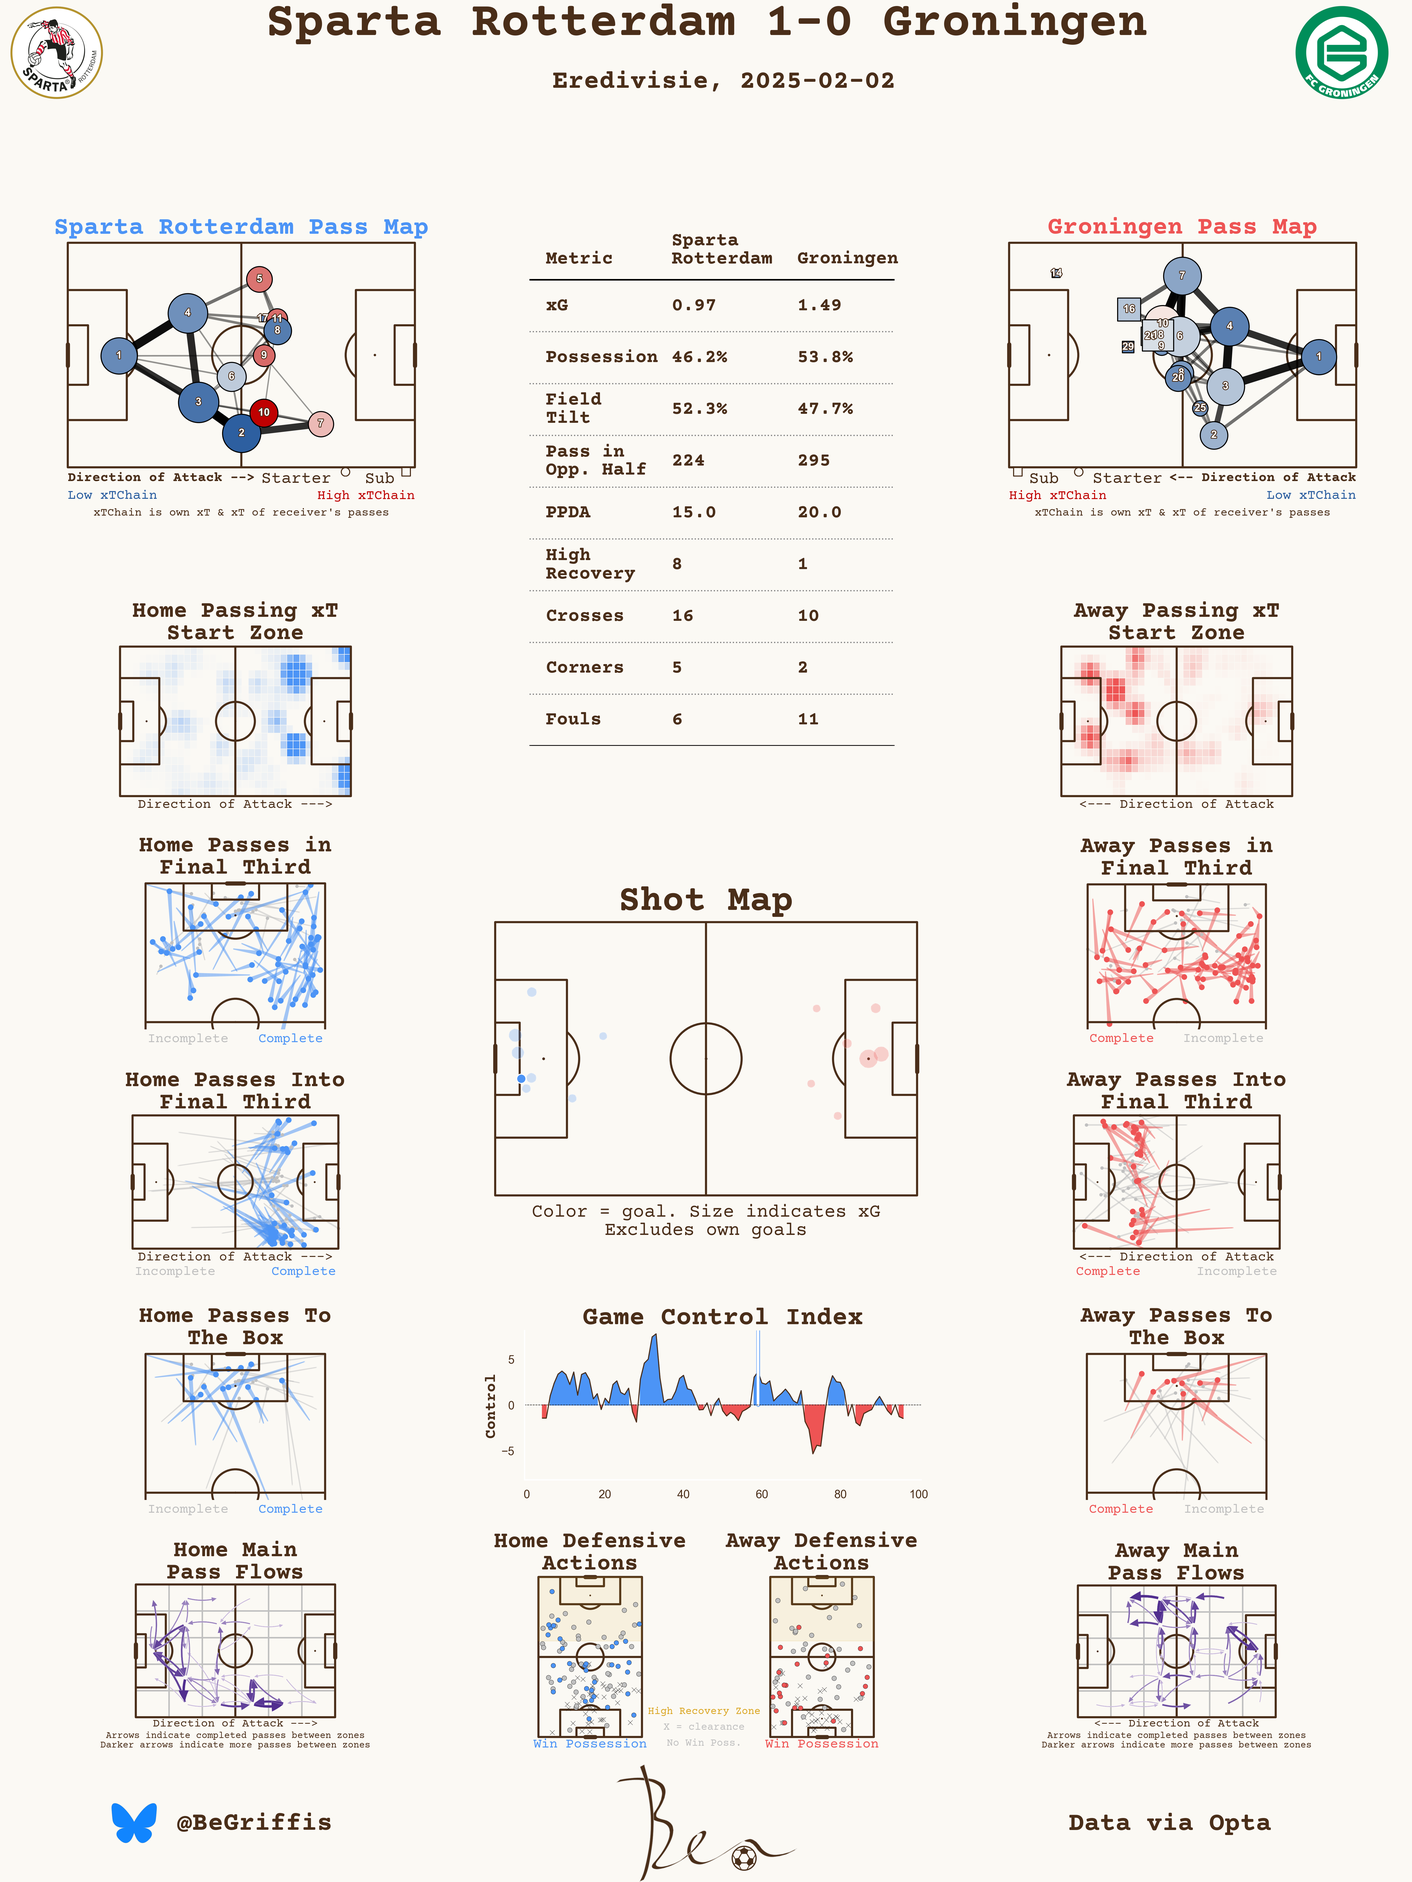 Sparta Rotterdam 1-0 Groningen
Eredivisie, 2025-02-02
SPARTA
ROTTERDAM
FC GRONINGEN
Sparta Rotterdam Pass Map
5
4
17
11
8
1
9
6
3
10
7
2
Direction of Attack --> Starter Sub
Low xTChain High xTChain
xTChain is own xT & xT of receiver's passes
Metric Sparta Rotterdam Groningen
xG 0.97 1.49
Possession 46.2% 53.8%
Field Tilt 52.3% 47.7%
Pass in Opp. Half 224 295
PPDA 15.0 20.0
High Recovery 8 1
Crosses 16 10
Corners 5 2
Fouls 6 11
Groningen Pass Map
14
7
16
10
4
18
6
29
9
1
8
20
3
25
2
Sub Starter <-- Direction of Attack
High xTChain Low xTChain
xTChain is own xT & xT of receiver's passes
Home Passing xT
Start Zone
Direction of Attack --->
Away Passing xT
Start Zone
<--- Direction of Attack
Home Passes in
Final Third
Incomplete Complete
Away Passes in
Final Third
Complete Incomplete
Shot Map
Color = goal. Size indicates xG
Excludes own goals
Home Passes Into
Final Third
Direction of Attack --->
Incomplete Complete
Away Passes Into
Final Third
<--- Direction of Attack
Complete Incomplete
Home Passes To
The Box
Incomplete Complete
Game Control Index
Control
5
0
−5
0 20 40 60 80 100
Away Passes To
The Box
Complete Incomplete
Home Main
Pass Flows
Direction of Attack --->
Arrows indicate completed passes between zones
Darker arrows indicate more passes between zones
Home Defensive
Actions
Win Possession
High Recovery Zone
X = clearance
No Win Poss.
Away Defensive
Actions
Win Possession
Away Main
Pass Flows
<--- Direction of Attack
Arrows indicate completed passes between zones
Darker arrows indicate more passes between zones
@BeGriffis
Ben
Data via Opta